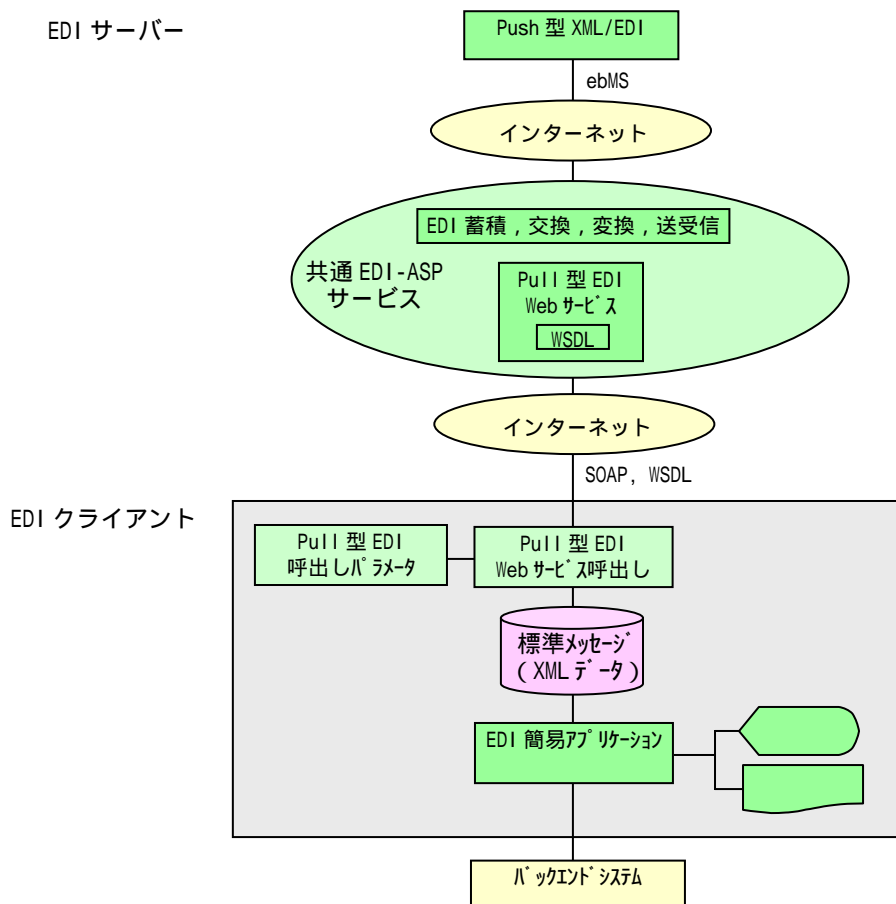 EDI サーバー
Push 型 XML/EDI
ebMS
インターネット
EDI 蓄積,交換,変換,送受信
共通 EDI-ASP
サービス
Pull 型 EDI
Web サービス
WSDL
インターネット
SOAP, WSDL
EDI クライアント
Pull 型 EDI
呼出しパラメータ
Pull 型 EDI
Web サービス呼出し
標準メッセージ
(XML データ)
EDI 簡易アプリケーション
バックエンドシステム